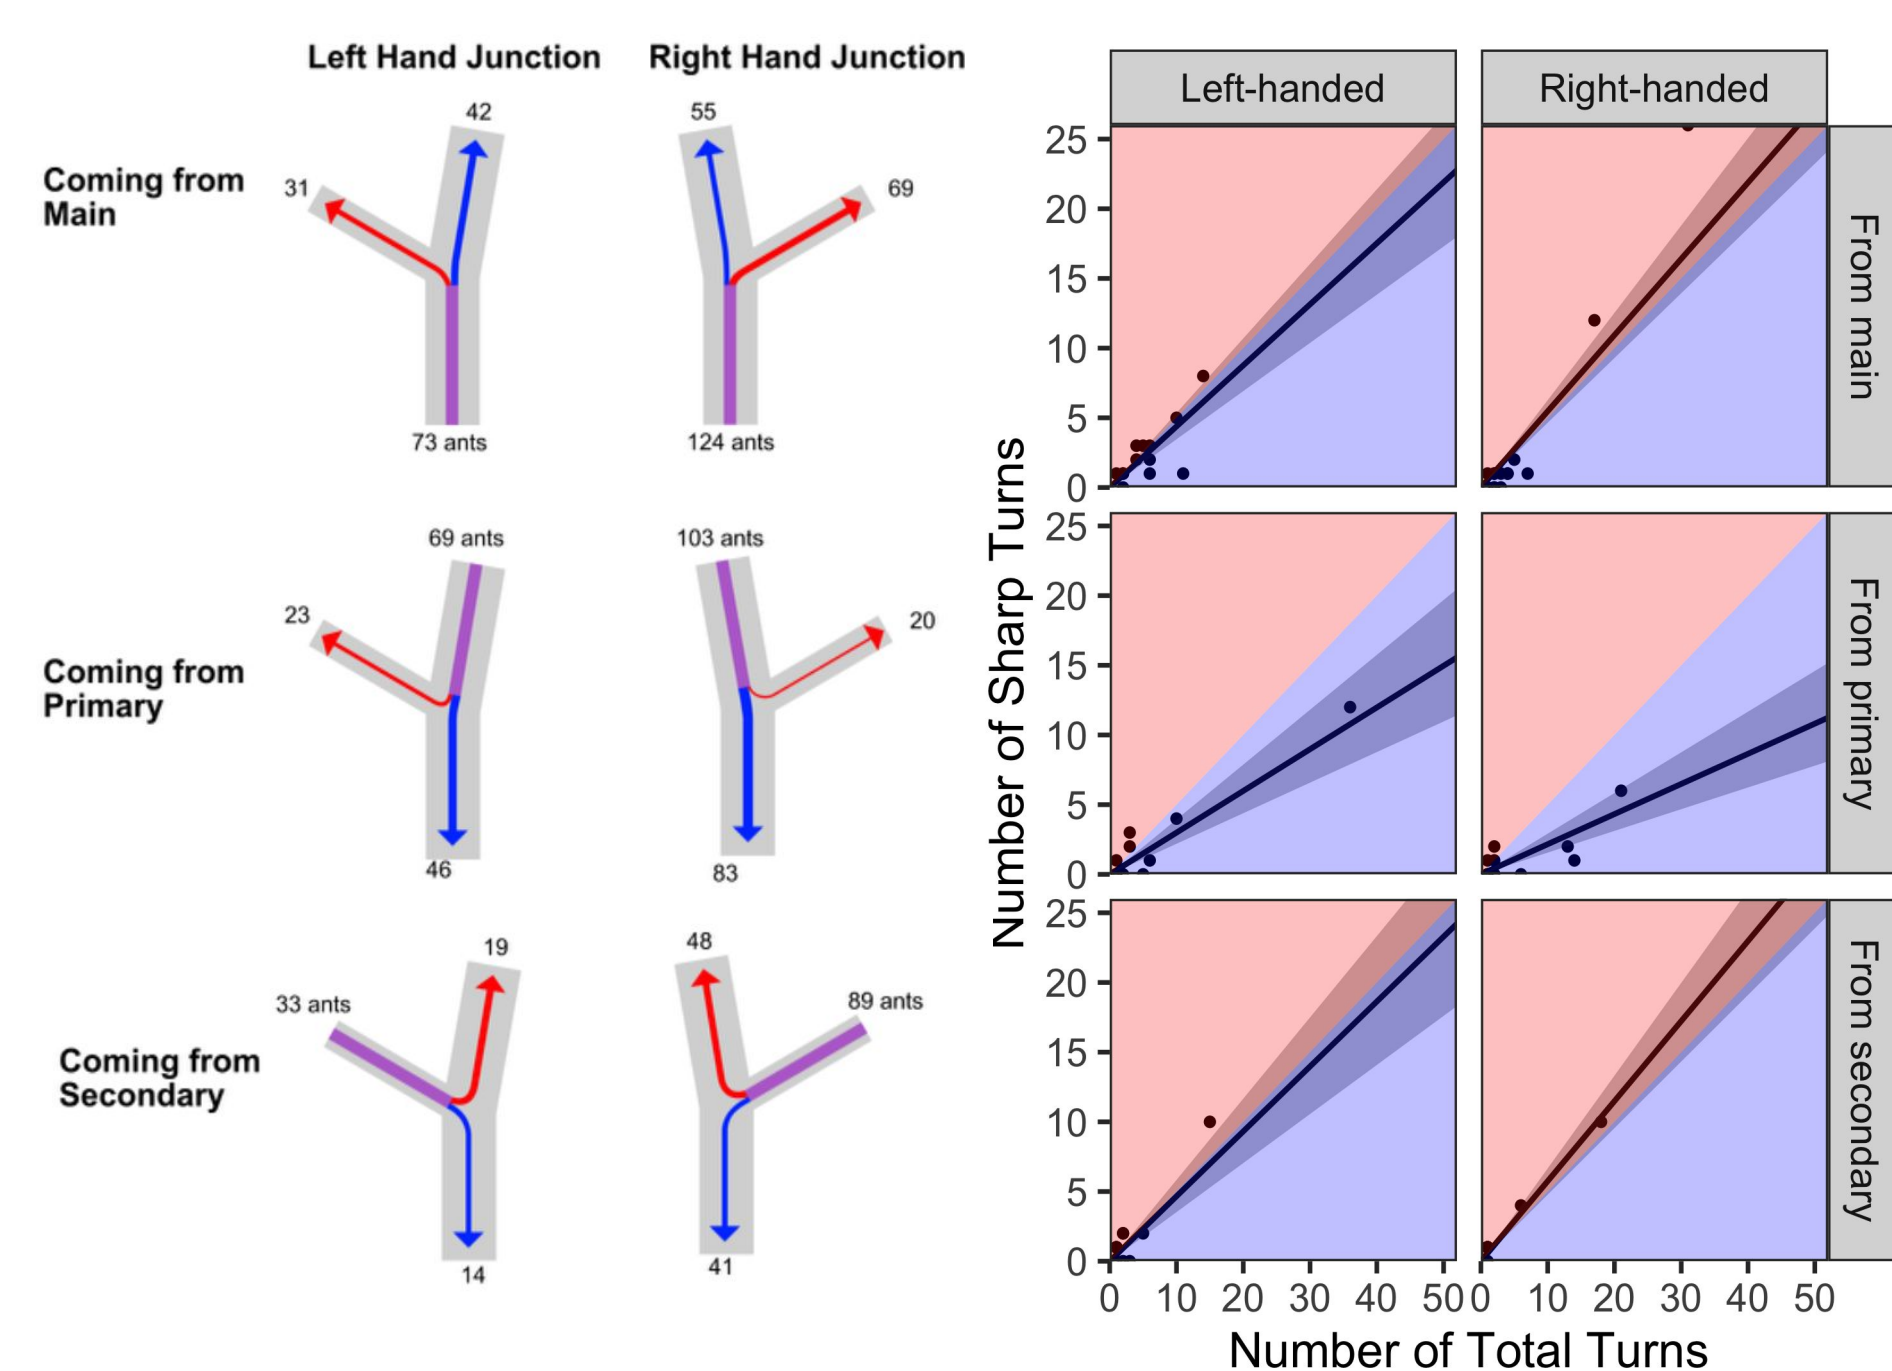 Left Hand Junction
Right Hand Junction
Coming from
Main
42
31
73 ants
55
69
124 ants
Coming from
Primary
69 ants
23
46
103 ants
20
83
Coming from
Secondary
19
33 ants
14
48
89 ants
41
Left-handed
Right-handed
Number of Sharp Turns
25
20
15
10
5
0
From main
25
20
15
10
5
0
From primary
25
20
15
10
5
0
From secondary
0 10 20 30 40 50
0 10 20 30 40 50
Number of Total Turns